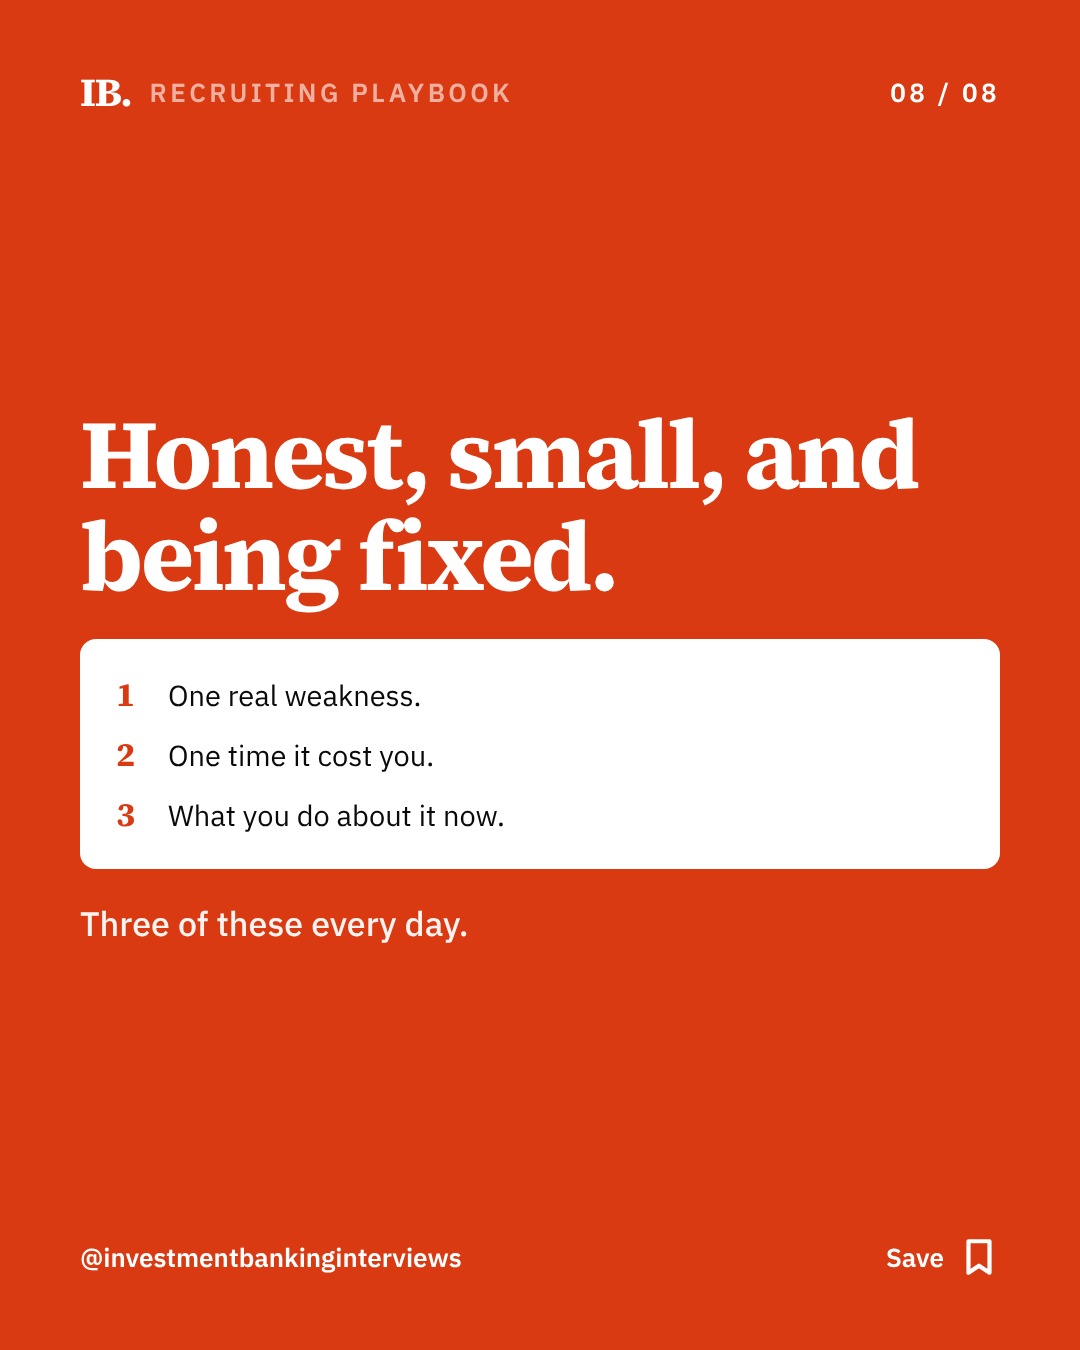 IB. RECRUITING PLAYBOOK
08 / 08
Honest, small, and
being fixed.
1 One real weakness.
2 One time it cost you.
3 What you do about it now.
Three of these every day.
@investmentbankinginterviews
Save